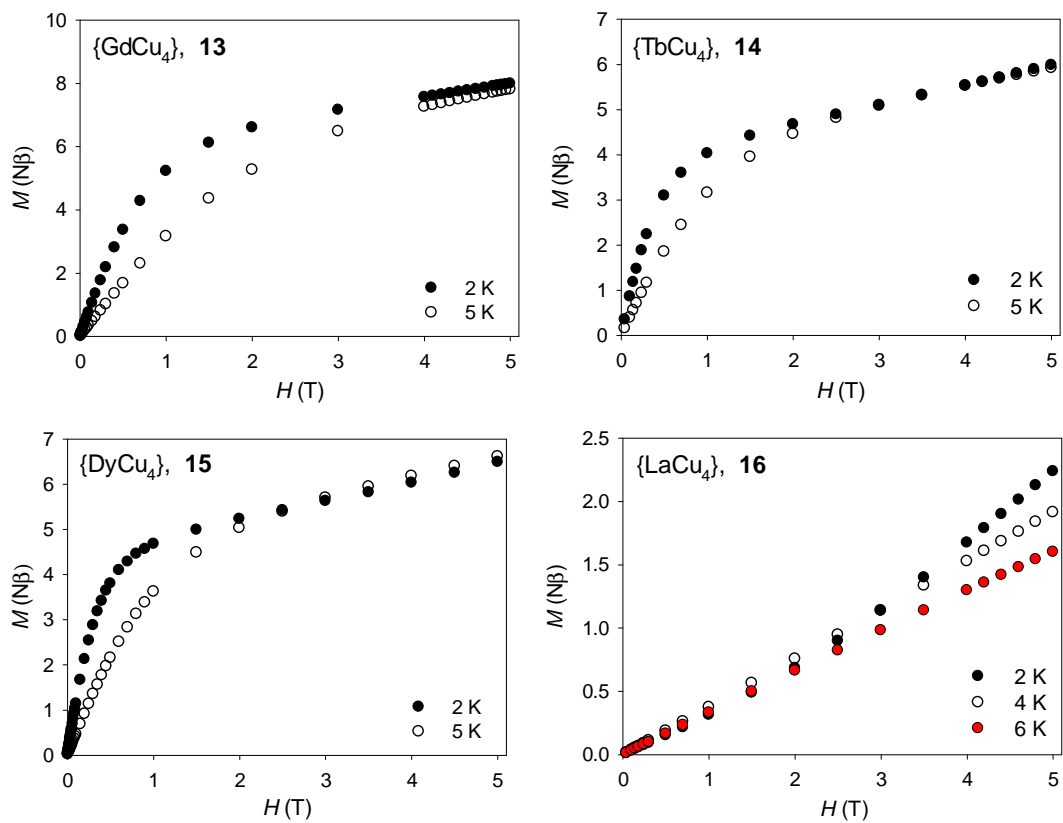 {GdCu₄}, 13
10
8
6
4
2
0
M (Nβ)
2 K
5 K
0 1 2 3 4 5
H (T)
{TbCu₄}, 14
7
6
5
4
3
2
1
0
M (Nβ)
2 K
5 K
0 1 2 3 4 5
H (T)
{DyCu₄}, 15
7
6
5
4
3
2
1
0
M (Nβ)
2 K
5 K
0 1 2 3 4 5
H (T)
{LaCu₄}, 16
2.5
2.0
1.5
1.0
0.5
0.0
M (Nβ)
2 K
4 K
6 K
0 1 2 3 4 5
H (T)